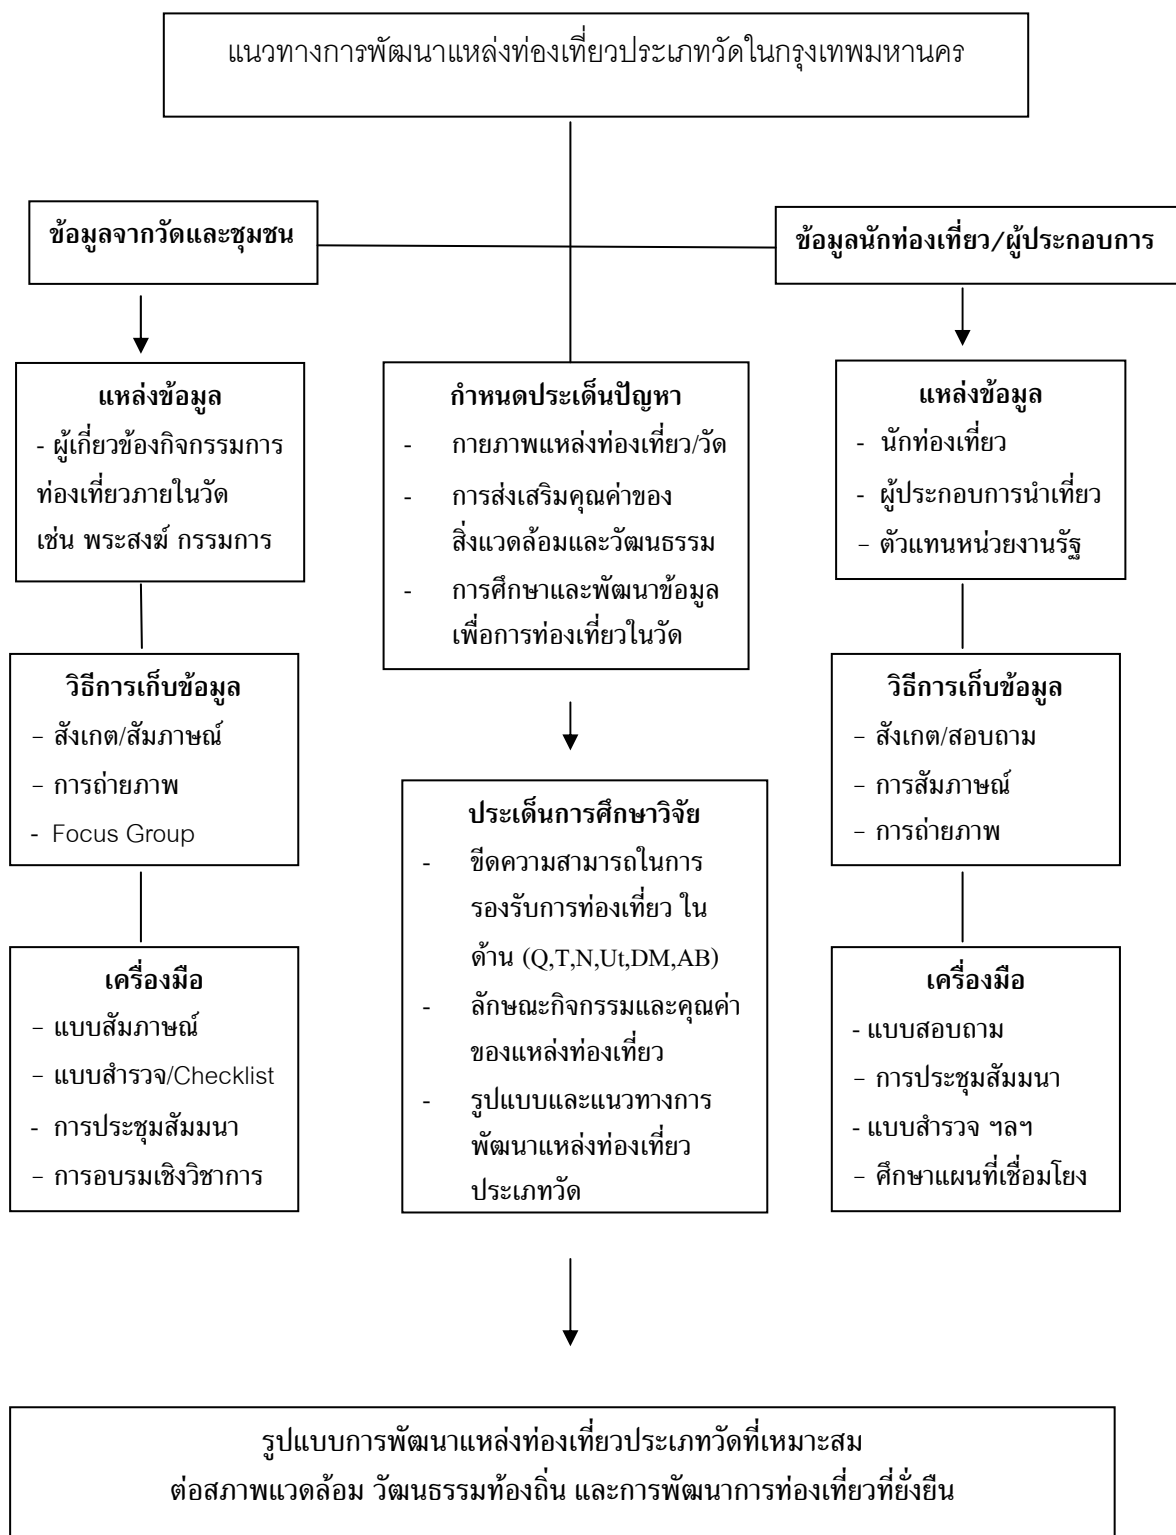 แนวทางการพัฒนาแหล่งท่องเที่ยวประเภทวัดในกรุงเทพมหานคร
ข้อมูลจากวัดและชุมชน
ข้อมูลนักท่องเที่ยว/ผู้ประกอบการ
แหล่งข้อมูล
- ผู้เกี่ยวข้องกิจกรรมการ
ท่องเที่ยวภายในวัด
เช่น พระสงฆ์ กรรมการ
กำหนดประเด็นปัญหา
- กายภาพแหล่งท่องเที่ยว/วัด
- การส่งเสริมคุณค่าของ
สิ่งแวดล้อมและวัฒนธรรม
- การศึกษาและพัฒนาข้อมูล
เพื่อการท่องเที่ยวในวัด
แหล่งข้อมูล
- นักท่องเที่ยว
- ผู้ประกอบการนำเที่ยว
– ตัวแทนหน่วยงานรัฐ
วิธีการเก็บข้อมูล
– สังเกต/สัมภาษณ์
– การถ่ายภาพ
- Focus Group
วิธีการเก็บข้อมูล
– สังเกต/สอบถาม
– การสัมภาษณ์
– การถ่ายภาพ
ประเด็นการศึกษาวิจัย
- ขีดความสามารถในการ
รองรับการท่องเที่ยว ใน
ด้าน (Q,T,N,Ut,DM,AB)
- ลักษณะกิจกรรมและคุณค่า
ของแหล่งท่องเที่ยว
- รูปแบบและแนวทางการ
พัฒนาแหล่งท่องเที่ยว
ประเภทวัด
เครื่องมือ
– แบบสัมภาษณ์
– แบบสำรวจ/Checklist
- การประชุมสัมมนา
– การอบรมเชิงวิชาการ
เครื่องมือ
- แบบสอบถาม
– การประชุมสัมมนา
- แบบสำรวจ ฯลฯ
– ศึกษาแผนที่เชื่อมโยง
รูปแบบการพัฒนาแหล่งท่องเที่ยวประเภทวัดที่เหมาะสม
ต่อสภาพแวดล้อม วัฒนธรรมท้องถิ่น และการพัฒนาการท่องเที่ยวที่ยั่งยืน